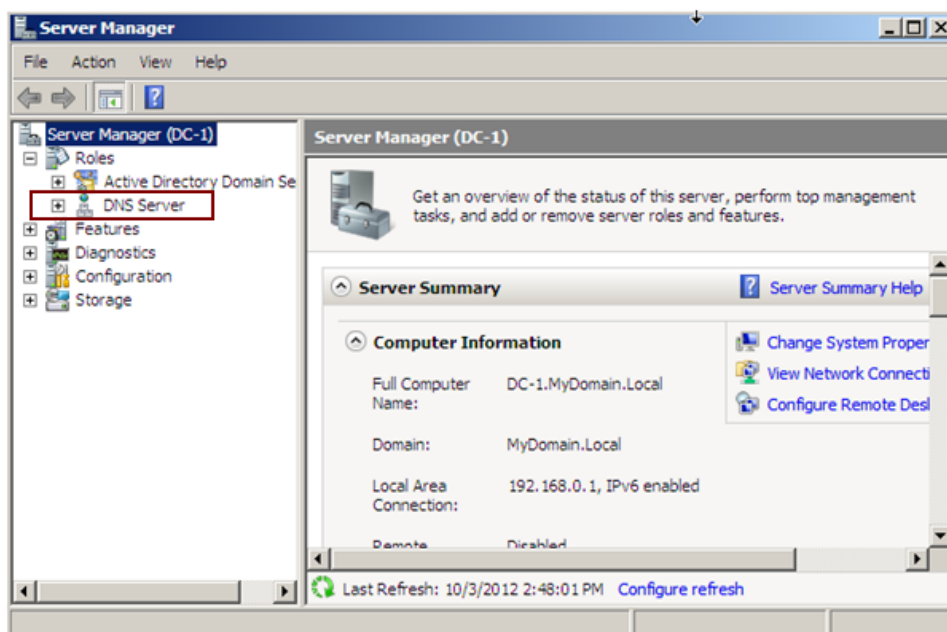 Server Manager
File Action View Help
Server Manager (DC-1)
Roles
Active Directory Domain Se
DNS Server
Features
Diagnostics
Configuration
Storage
Server Manager (DC-1)
Get an overview of the status of this server, perform top management
tasks, and add or remove server roles and features.
Server Summary
Server Summary Help
Computer Information
Full Computer
Name:
DC-1.MyDomain.Local
Domain:
MyDomain.Local
Local Area
Connection:
192.168.0.1, IPv6 enabled
Remote
Disabled
Change System Proper
View Network Connecti
Configure Remote Desl
Last Refresh: 10/3/2012 2:48:01 PM Configure refresh